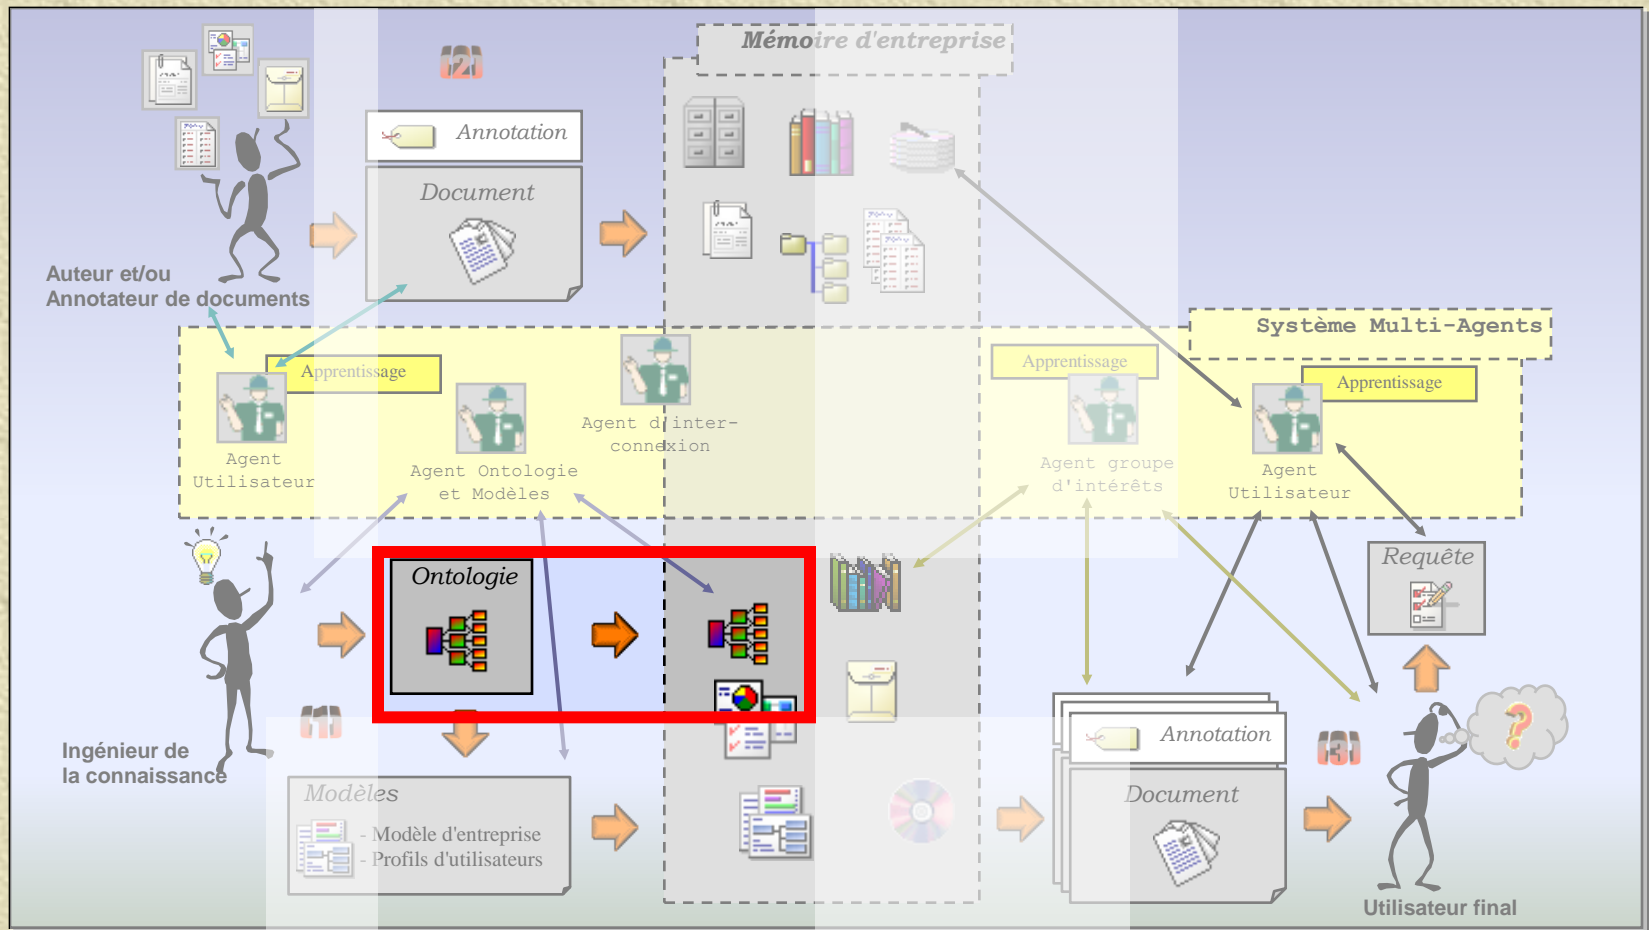 Mémoire d'entreprise
(2)
Annotation
Document
Auteur et/ou
Annotateur de documents
Système Multi-Agents
Apprentissage
Apprentissage
Apprentissage
Agent d'inter-
connexion
Agent
Utilisateur
Agent Ontologie
et Modèles
Agent groupe
d'intérêts
Agent
Utilisateur
Ontologie
Requête
(1)
Ingénieur de
la connaissance
Modèles
- Modèle d'entreprise
- Profils d'utilisateurs
Annotation
Document
(3)
?
Utilisateur final